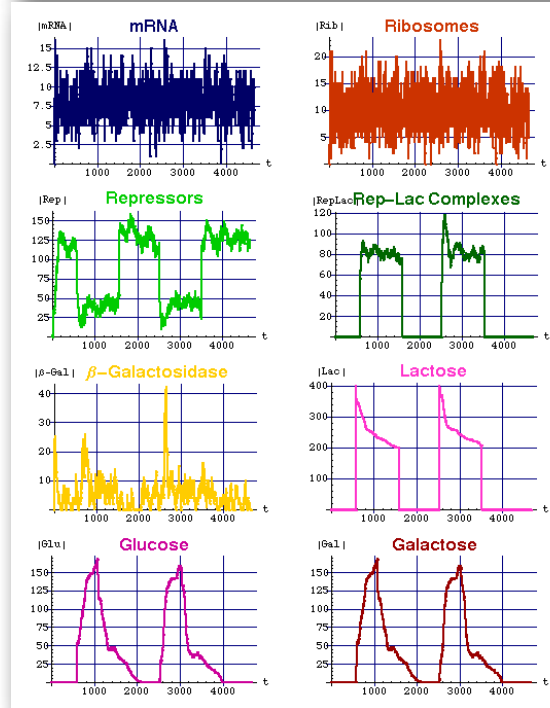 |mRNA| mRNA
15
12.5
10
7.5
5
2.5
1000 2000 3000 4000 t
|Rib| Ribosomes
20
15
10
5
1000 2000 3000 4000 t
|Rep| Repressors
150
125
100
75
50
25
1000 2000 3000 4000 t
|RepLac| Rep–Lac Complexes
120
100
80
60
40
20
1000 2000 3000 4000 t
|β-Gal| β–Galactosidase
40
30
20
10
1000 2000 3000 4000 t
|Lac| Lactose
400
300
200
100
1000 2000 3000 4000 t
|Glu| Glucose
150
125
100
75
50
25
1000 2000 3000 4000 t
|Gal| Galactose
150
125
100
75
50
25
1000 2000 3000 4000 t